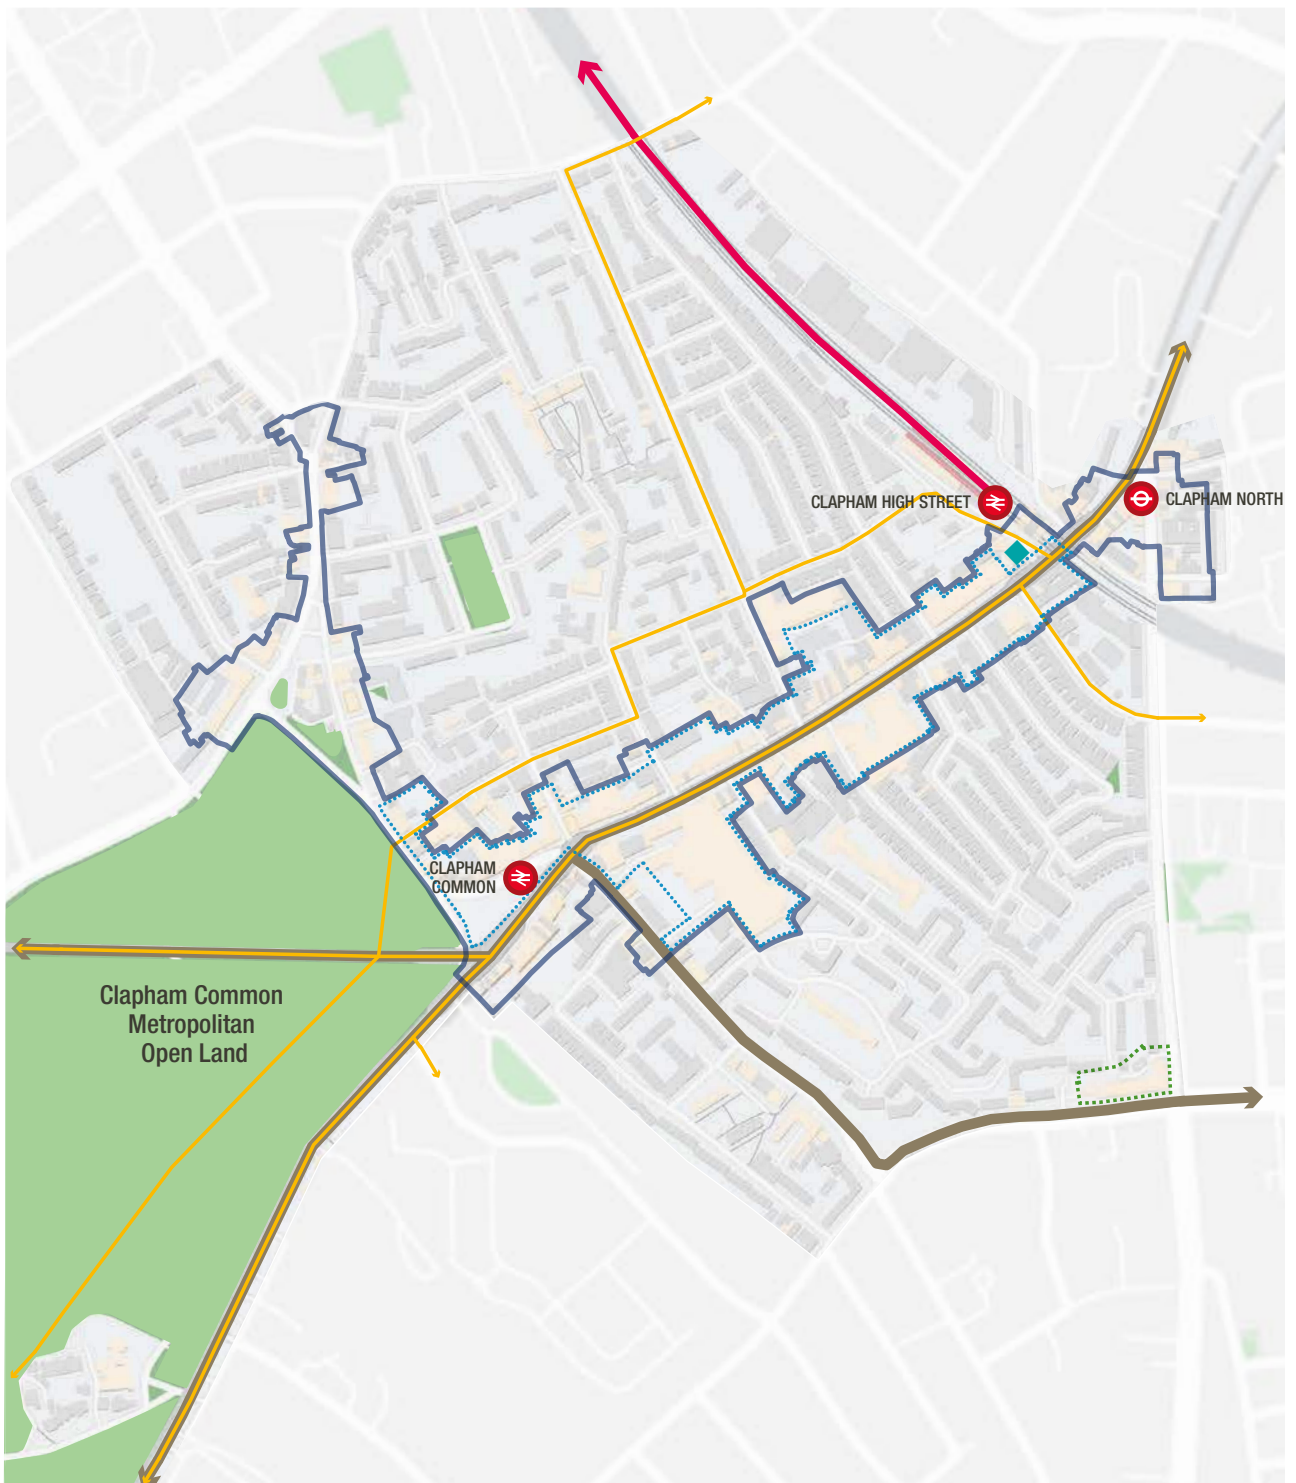 CLAPHAM HIGH STREET
CLAPHAM NORTH
CLAPHAM
COMMON
Clapham Common
Metropolitan
Open Land